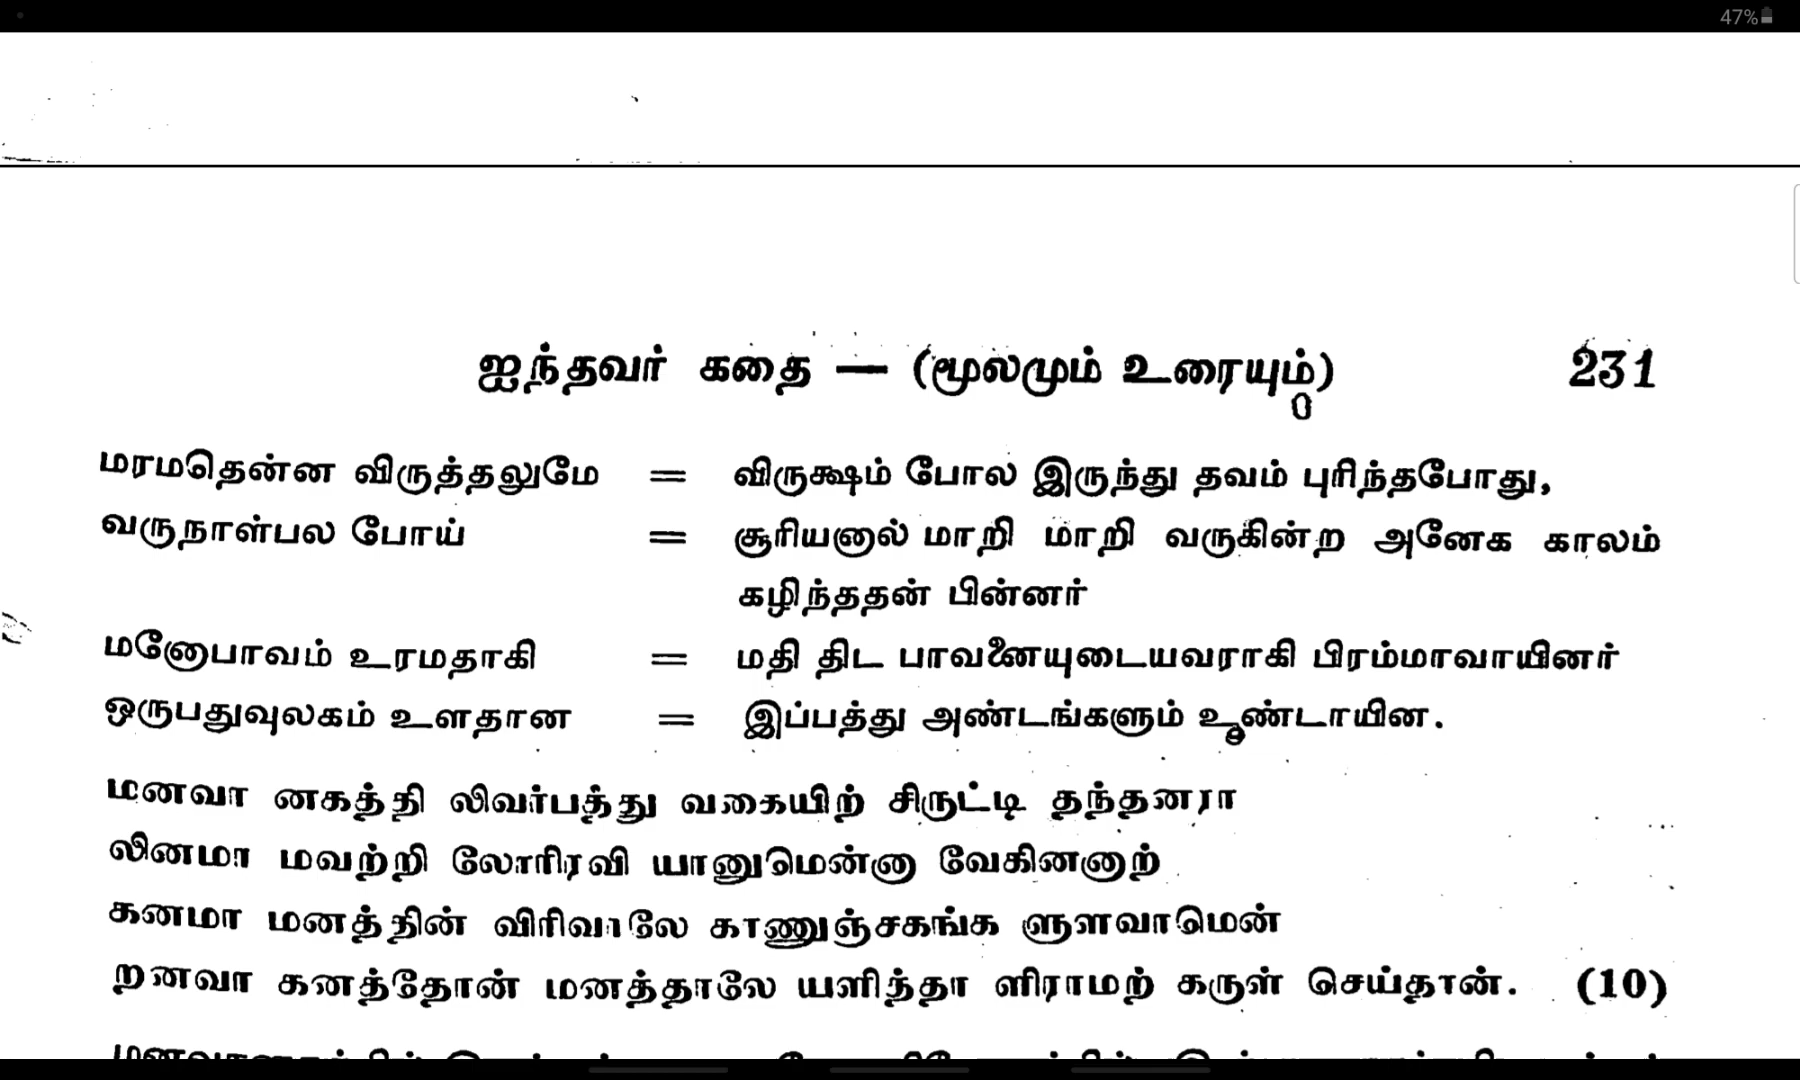 47%
ஐந்தவர் கதை — (மூலமும் உரையும்) 231
மரமதென்ன விருத்தலுமே = விருக்ஷம் போல இருந்து தவம் புரிந்தபோது,
வருநாள்பல போய் = சூரியனால் மாறி மாறி வருகின்ற அனேக காலம்
கழிந்ததன் பின்னர்
மனோபாவம் உரமதாகி = மதி திட பாவனையுடையவராகி பிரம்மாவாயினர்
ஒருபதுவுலகம் உளதான = இப்பத்து அண்டங்களும் உண்டாயின.
மனவா னகத்தி லிவர்பத்து வகையிற் சிருட்டி தந்தனரா
லினமா மவற்றி லோரிரவி யானுமென்னா வேகினனாற்
கனமா மனத்தின் விரிவாலே காணுஞ்சகங்க ளுளவாமென்
றனவா கனத்தோன் மனத்தாலே யளித்தா ளிராமற் கருள் செய்தான். (10)